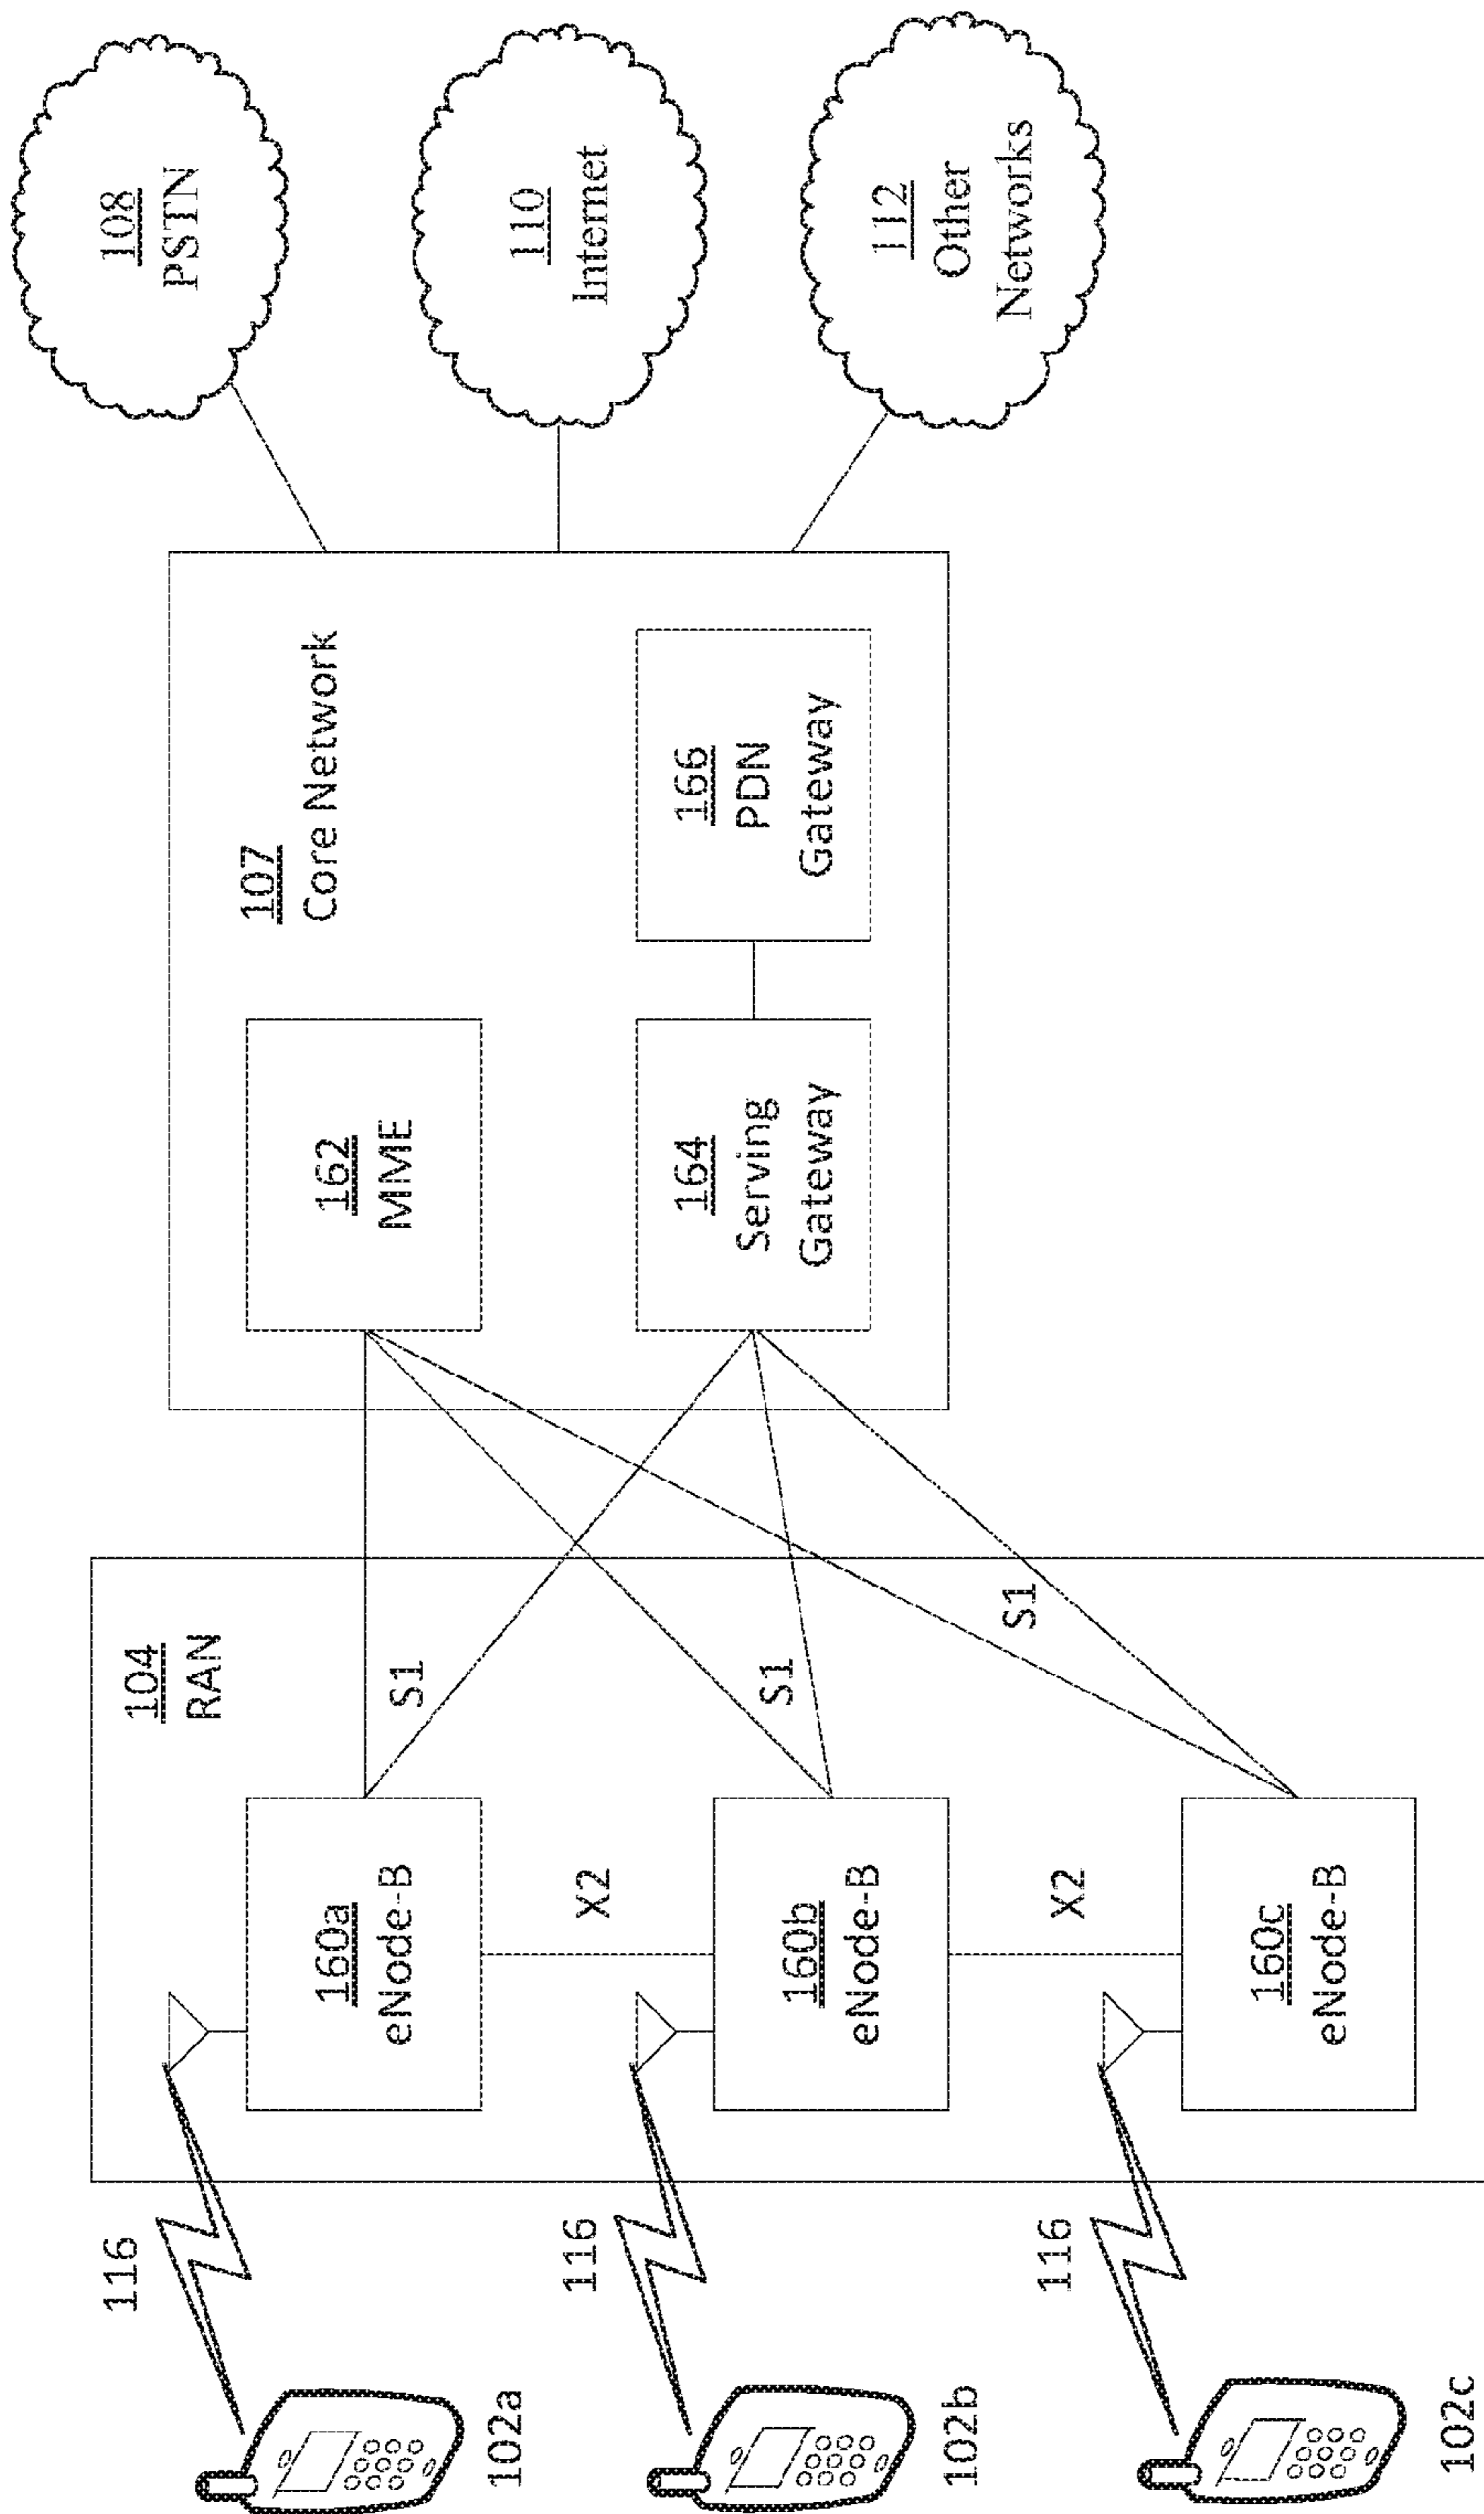 116
102a
116
102b
116
102c
104
RAN
160a
eNode-B
X2
160b
eNode-B
X2
160c
eNode-B
S1
S1
S1
107
Core Network
162
MME
164
Serving
Gateway
166
PDN
Gateway
108
PSTN
110
Internet
112
Other
Networks